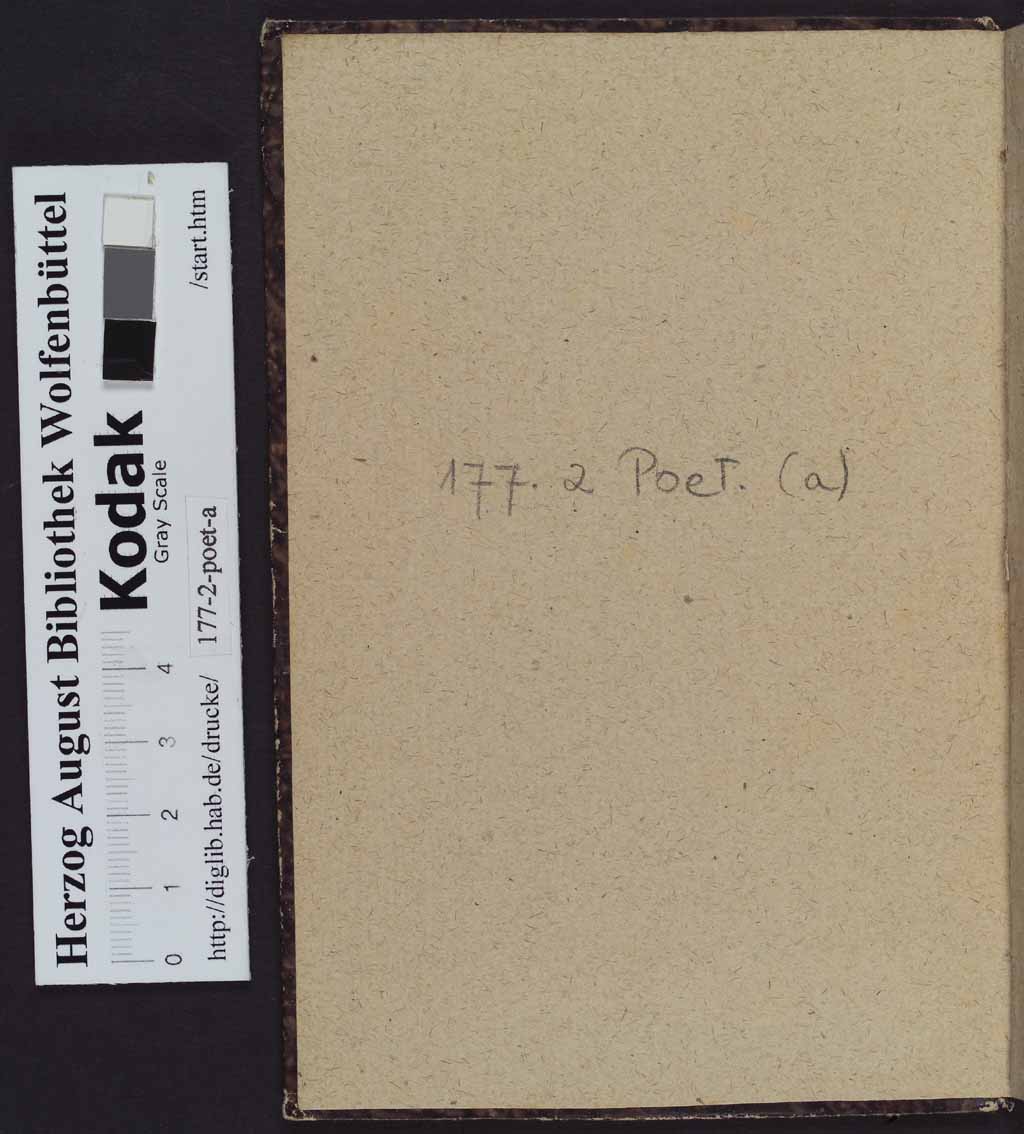 Herzog August Bibliothek Wolfenbüttel
Kodak
Gray Scale
0 1 2 3 4
http://diglib.hab.de/drucke/ 177-2-poet-a /start.htm
177. 2 Poet. (a)